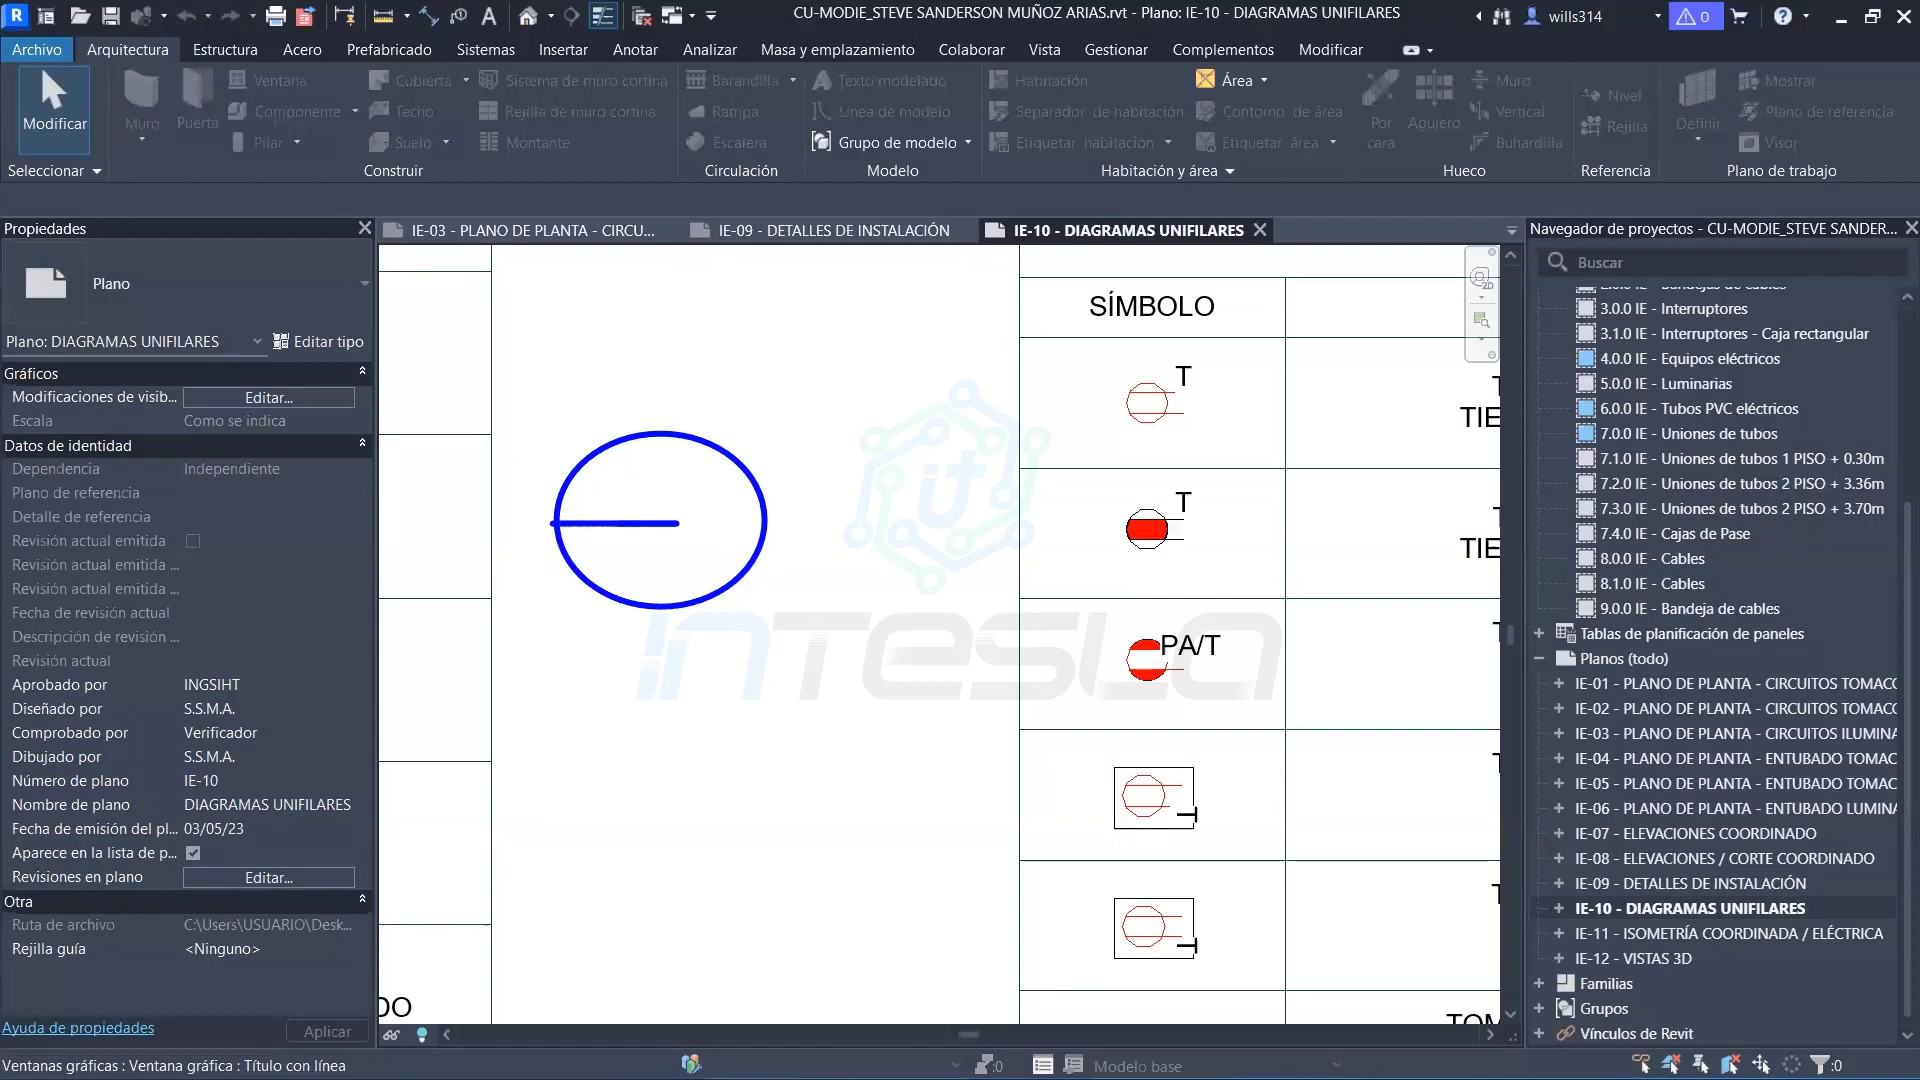 CU-MODIE_STEVE SANDERSON MUÑOZ ARIAS.rvt - Plano: IE-10 - DIAGRAMAS UNIFILARES
wills314
0
Archivo Arquitectura Estructura Acero Prefabricado Sistemas Insertar Anotar Analizar Masa y emplazamiento Colaborar Vista Gestionar Complementos Modificar
Modificar
Muro
Puerta
Ventana
Componente
Pilar
Cubierta
Techo
Suelo
Sistema de muro cortina
Rejilla de muro cortina
Montante
Barandilla
Rampa
Escalera
Texto modelado
Línea de modelo
Grupo de modelo
Habitación
Separador de habitación
Etiquetar habitación
Área
Contorno de área
Etiquetar área
Por cara
Agujero
Muro
Vertical
Buhardilla
Nivel
Rejilla
Definir
Mostrar
Plano de referencia
Visor
Seleccionar Construir Circulación Modelo Habitación y área Hueco Referencia Plano de trabajo
Propiedades
Plano
Plano: DIAGRAMAS UNIFILARES Editar tipo
Gráficos
Modificaciones de visib... Editar...
Escala Como se indica
Datos de identidad
Dependencia Independiente
Plano de referencia
Detalle de referencia
Revisión actual emitida
Revisión actual emitida ...
Revisión actual emitida ...
Fecha de revisión actual
Descripción de revisión ...
Revisión actual
Aprobado por INGSIHT
Diseñado por S.S.M.A.
Comprobado por Verificador
Dibujado por S.S.M.A.
Número de plano IE-10
Nombre de plano DIAGRAMAS UNIFILARES
Fecha de emisión del pl... 03/05/23
Aparece en la lista de p...
Revisiones en plano Editar...
Otra
Ruta de archivo C:\Users\USUARIO\Desk...
Rejilla guía <Ninguno>
Ayuda de propiedades Aplicar
IE-03 - PLANO DE PLANTA - CIRCU... IE-09 - DETALLES DE INSTALACIÓN IE-10 - DIAGRAMAS UNIFILARES
2D
SÍMBOLO
T
TIE
T
TIE
PA/T
T
T
it
INTESLA
DO
TOM
Navegador de proyectos - CU-MODIE_STEVE SANDER...
Buscar
2.0.0 IE - Bandejas de cables
3.0.0 IE - Interruptores
3.1.0 IE - Interruptores - Caja rectangular
4.0.0 IE - Equipos eléctricos
5.0.0 IE - Luminarias
6.0.0 IE - Tubos PVC eléctricos
7.0.0 IE - Uniones de tubos
7.1.0 IE - Uniones de tubos 1 PISO + 0.30m
7.2.0 IE - Uniones de tubos 2 PISO + 3.36m
7.3.0 IE - Uniones de tubos 2 PISO + 3.70m
7.4.0 IE - Cajas de Pase
8.0.0 IE - Cables
8.1.0 IE - Cables
9.0.0 IE - Bandeja de cables
Tablas de planificación de paneles
Planos (todo)
IE-01 - PLANO DE PLANTA - CIRCUITOS TOMACO
IE-02 - PLANO DE PLANTA - CIRCUITOS TOMACO
IE-03 - PLANO DE PLANTA - CIRCUITOS ILUMINA
IE-04 - PLANO DE PLANTA - ENTUBADO TOMAC
IE-05 - PLANO DE PLANTA - ENTUBADO TOMAC
IE-06 - PLANO DE PLANTA - ENTUBADO LUMINA
IE-07 - ELEVACIONES COORDINADO
IE-08 - ELEVACIONES / CORTE COORDINADO
IE-09 - DETALLES DE INSTALACIÓN
IE-10 - DIAGRAMAS UNIFILARES
IE-11 - ISOMETRÍA COORDINADA / ELÉCTRICA
IE-12 - VISTAS 3D
Familias
Grupos
Vínculos de Revit
Ventanas gráficas : Ventana gráfica : Título con línea
:0
Modelo base
:0